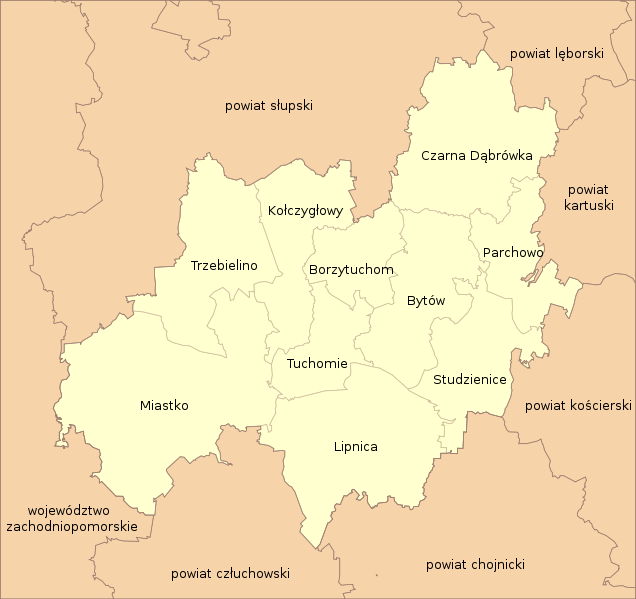 powiat lęborski
powiat słupski
Czarna Dąbrówka
powiat
kartuski
Kołczygłowy
Parchowo
Trzebielino
Borzytuchom
Bytów
Tuchomie
Studzienice
Miastko
powiat kościerski
Lipnica
województwo
zachodniopomorskie
powiat chojnicki
powiat człuchowski